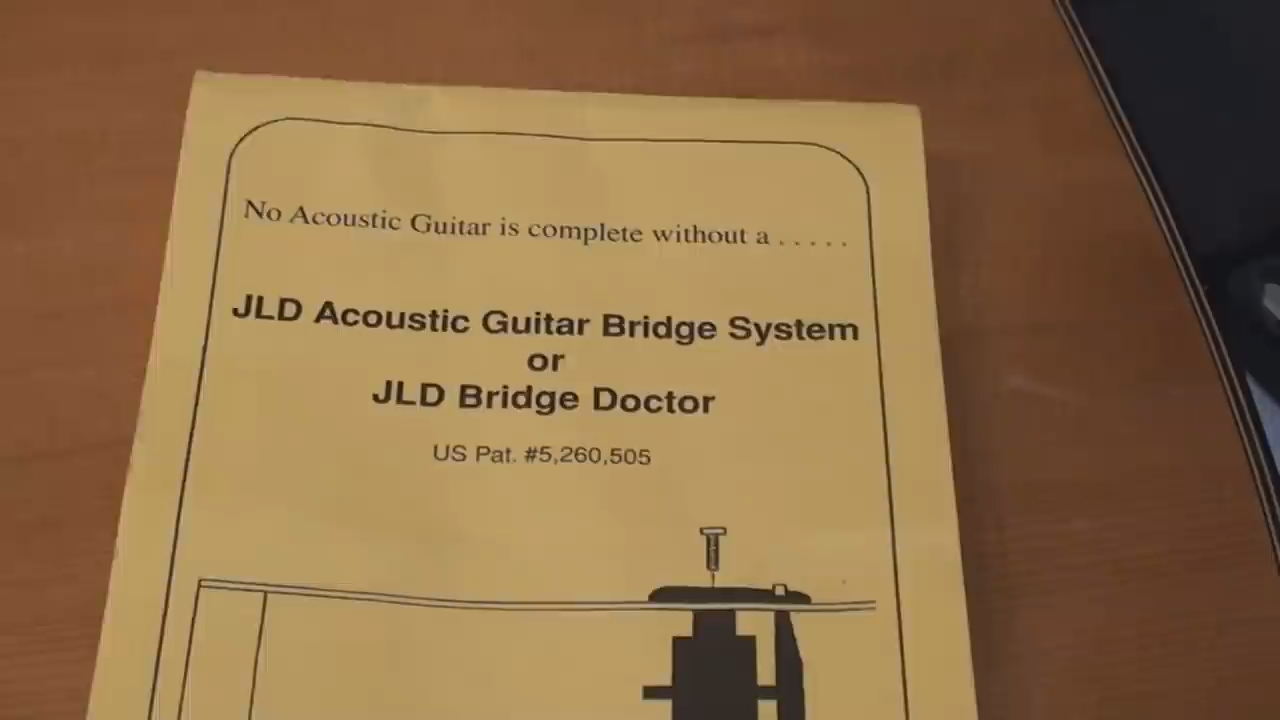 No Acoustic Guitar is complete without a . . . . .
JLD Acoustic Guitar Bridge System
or
JLD Bridge Doctor
US Pat. #5,260,505